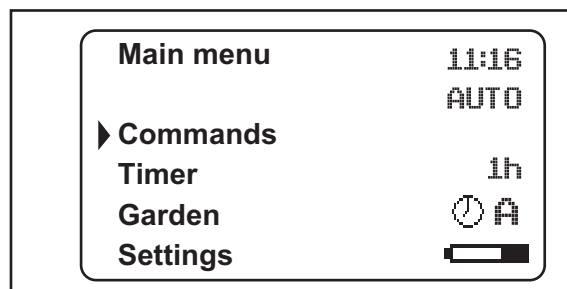 Main menu 11:16
AUTO
Commands
Timer 1h
Garden A
Settings